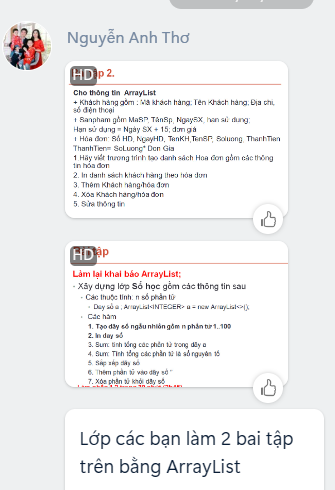 Nguyễn Anh Thơ
HD
tập 2.
Cho thông tin ArrayList
+ Khách hàng gồm : Mã khách hàng; Tên Khách hàng; Địa chỉ,
số điện thoại
+ Sanpham gồm MaSP, TênSp, NgaySX, hạn sử dụng;
Hạn sử dụng = Ngày SX + 15; đơn giá
+ Hóa đơn: Số HD, NgayHD, TenKH,TenSP, Soluong, ThanhTien
ThanhTien= SoLuong* Don Gia
1.Hãy viết trương trình tạo danh sách Hoa đơn gồm các thông
tin hóa đơn
2. In danh sách khách hàng theo hóa đơn
3. Thêm Khách hàng/hóa đơn
4. Xóa Khách hàng/hóa đơn
5. Sửa thông tin
HD
tập
Làm lại khai báo ArrayList:
- Xây dựng lớp Số học gồm các thông tin sau
- Các thuộc tính: n số phần tử
- Day số a ; ArrayList<INTEGER> a = new ArrayList<>();
- Các hàm
1. Tạo dãy số ngẫu nhiên gồm n phần tử 1..100
2. In day số
3. Sum: tính tổng các phần tử trong dãy a
4. Sum: Tính tổng các phần tử là số nguyên tố
5. Sắp xếp dãy số
6. Thêm phần tử vào dãy số "
7. Xóa phần tử khỏi dãy số
Lớp các bạn làm 2 bai tập
trên bằng ArrayList